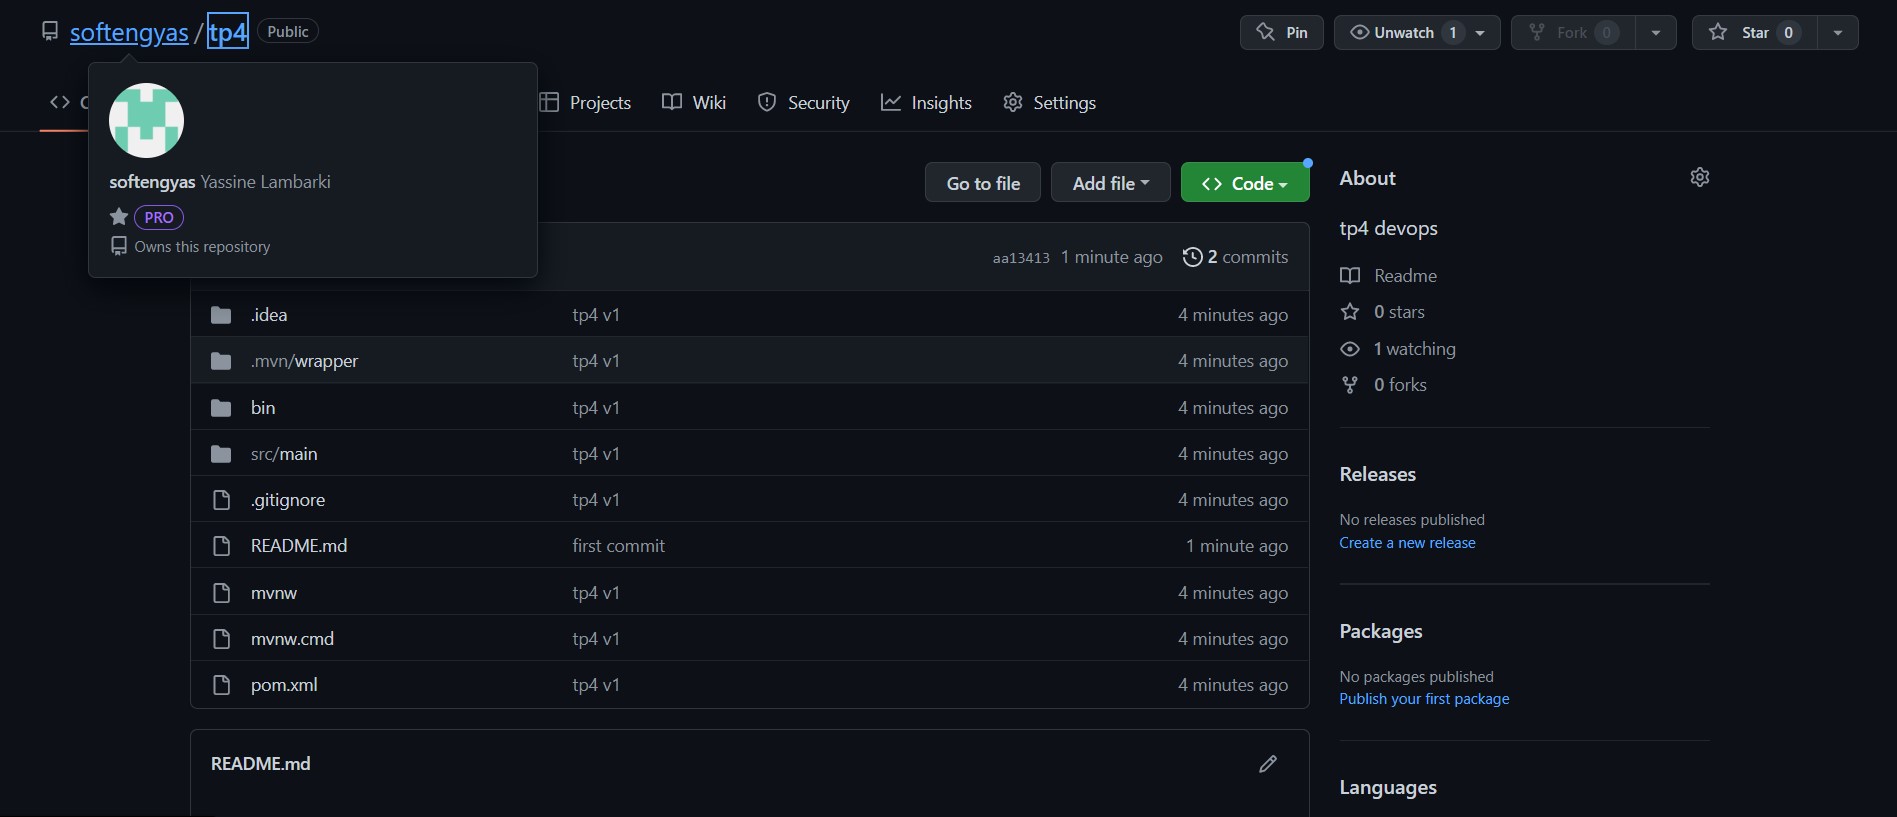 softengyas / tp4 Public
Pin Unwatch 1 Fork 0 Star 0
Projects Wiki Security Insights Settings
softengyas Yassine Lambarki
PRO
Owns this repository
Go to file Add file Code
aa13413 1 minute ago 2 commits
.idea tp4 v1 4 minutes ago
.mvn/wrapper tp4 v1 4 minutes ago
bin tp4 v1 4 minutes ago
src/main tp4 v1 4 minutes ago
.gitignore tp4 v1 4 minutes ago
README.md first commit 1 minute ago
mvnw tp4 v1 4 minutes ago
mvnw.cmd tp4 v1 4 minutes ago
pom.xml tp4 v1 4 minutes ago
README.md
About
tp4 devops
Readme
0 stars
1 watching
0 forks
Releases
No releases published
Create a new release
Packages
No packages published
Publish your first package
Languages